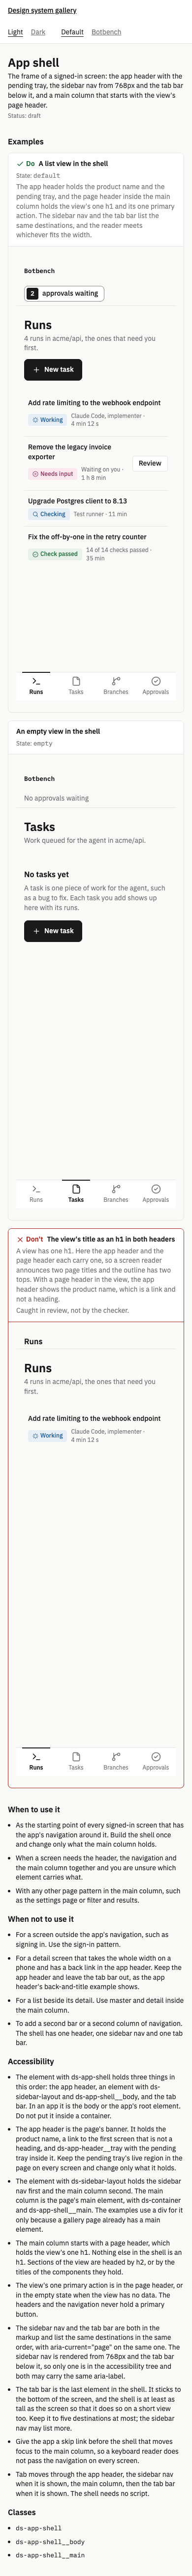 Design system gallery
Light Dark Default Botbench
App shell
The frame of a signed-in screen: the app header with the
pending tray, the sidebar nav from 768px and the tab bar
below it, and a main column that starts with the view's
page header.
Status: draft
Examples
Do A list view in the shell
State: default
The app header holds the product name and the
pending tray, and the page header inside the main
column holds the view's one h1 and its one primary
action. The sidebar nav and the tab bar list the
same destinations, and the reader meets
whichever fits the width.
Botbench
2 approvals waiting
Runs
4 runs in acme/api, the ones that need you
first.
New task
Add rate limiting to the webhook endpoint
Working Claude Code, implementer ·
4 min 12 s
Remove the legacy invoice
exporter
Needs input Waiting on you ·
1 h 8 min
Review
Upgrade Postgres client to 8.13
Checking Test runner · 11 min
Fix the off-by-one in the retry counter
Check passed 14 of 14 checks passed ·
35 min
Runs Tasks Branches Approvals
An empty view in the shell
State: empty
Botbench
No approvals waiting
Tasks
Work queued for the agent in acme/api.
No tasks yet
A task is one piece of work for the agent, such
as a bug to fix. Each task you add shows up
here with its runs.
New task
Runs Tasks Branches Approvals
Don't The view's title as an h1 in both headers
A view has one h1. Here the app header and the
page header each carry one, so a screen reader
announces two page titles and the outline has two
tops. With a page header in the view, the app
header shows the product name, which is a link and
not a heading.
Caught in review, not by the checker.
Runs
Runs
4 runs in acme/api, the ones that need you
first.
Add rate limiting to the webhook endpoint
Working Claude Code, implementer ·
4 min 12 s
Runs Tasks Branches Approvals
When to use it
As the starting point of every signed-in screen that has
the app's navigation around it. Build the shell once
and change only what the main column holds.
When a screen needs the header, the navigation and
the main column together and you are unsure which
element carries what.
With any other page pattern in the main column, such
as the settings page or filter and results.
When not to use it
For a screen outside the app's navigation, such as
signing in. Use the sign-in pattern.
For a detail screen that takes the whole width on a
phone and has a back link in the app header. Keep the
app header and leave the tab bar out, as the app
header's back-and-title example shows.
For a list beside its detail. Use master and detail inside
the main column.
To add a second bar or a second column of navigation.
The shell has one header, one sidebar nav and one tab
bar.
Accessibility
The element with ds-app-shell holds three things in
this order: the app header, an element with ds-
sidebar-layout and ds-app-shell__body, and the tab
bar. In an app it is the body or the app's root element.
Do not put it inside a container.
The app header is the page's banner. It holds the
product name, a link to the first screen that is not a
heading, and ds-app-header__tray with the pending
tray inside it. Keep the pending tray's live region in the
page on every screen and change only what it holds.
The element with ds-sidebar-layout holds the sidebar
nav first and the main column second. The main
column is the page's main element, with ds-container
and ds-app-shell__main. The examples use a div for it
only because a gallery page already has a main
element.
The main column starts with a page header, which
holds the view's one h1. Nothing else in the shell is an
h1. Sections of the view are headed by h2, or by the
titles of the components they hold.
The view's one primary action is in the page header, or
in the empty state when the view has no data. The
headers and the navigation never hold a primary
button.
The sidebar nav and the tab bar are both in the
markup and list the same destinations in the same
order, with aria-current="page" on the same one. The
sidebar nav is rendered from 768px and the tab bar
below it, so only one is in the accessibility tree and
both may carry the same aria-label.
The tab bar is the last element in the shell. It sticks to
the bottom of the screen, and the shell is at least as
tall as the screen so that it does so on a short view
too. Keep it to five destinations at most; the sidebar
nav may list more.
Give the app a skip link before the shell that moves
focus to the main column, so a keyboard reader does
not pass the navigation on every screen.
Tab moves through the app header, the sidebar nav
when it is shown, the main column, then the tab bar
when it is shown. The shell needs no script.
Classes
ds-app-shell
ds-app-shell__body
ds-app-shell__main